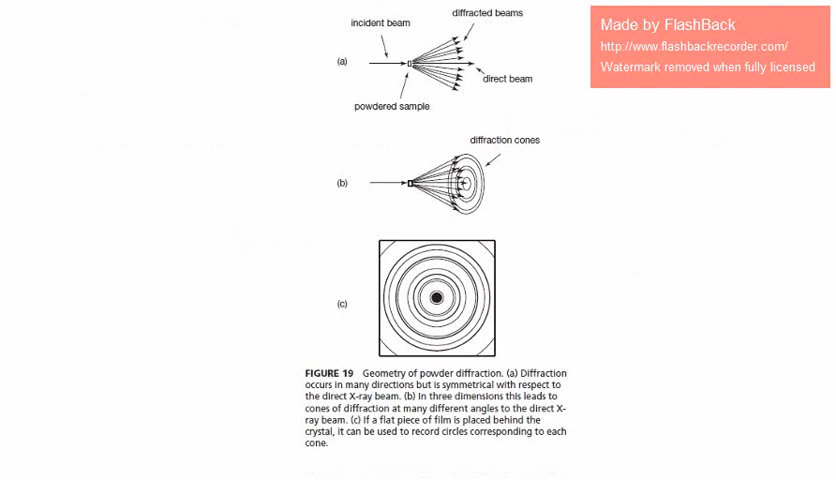 Made by FlashBack
http://www.flashbackrecorder.com/
Watermark removed when fully licensed
diffracted beams
incident beam
(a)
direct beam
powdered sample
diffraction cones
(b)
(c)
FIGURE 19 Geometry of powder diffraction. (a) Diffraction
occurs in many directions but is symmetrical with respect to
the direct X-ray beam. (b) In three dimensions this leads to
cones of diffraction at many different angles to the direct X-
ray beam. (c) If a flat piece of film is placed behind the
crystal, it can be used to record circles corresponding to each
cone.